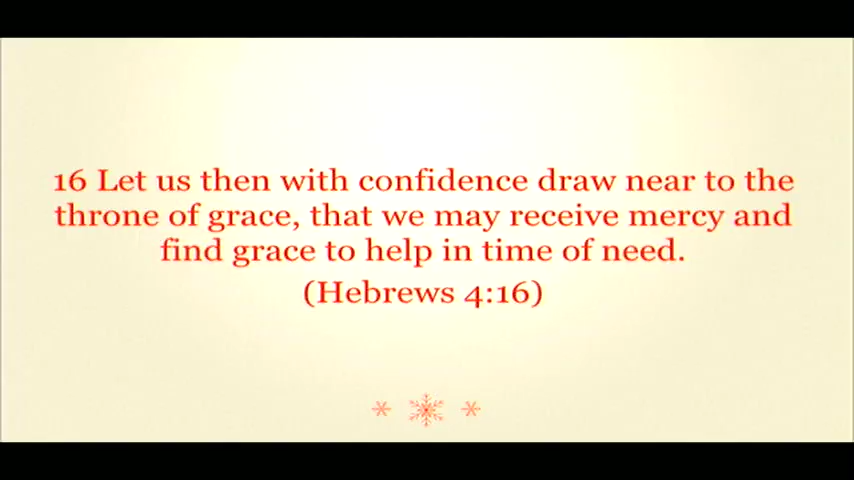 16 Let us then with confidence draw near to the
throne of grace, that we may receive mercy and
find grace to help in time of need.
(Hebrews 4:16)